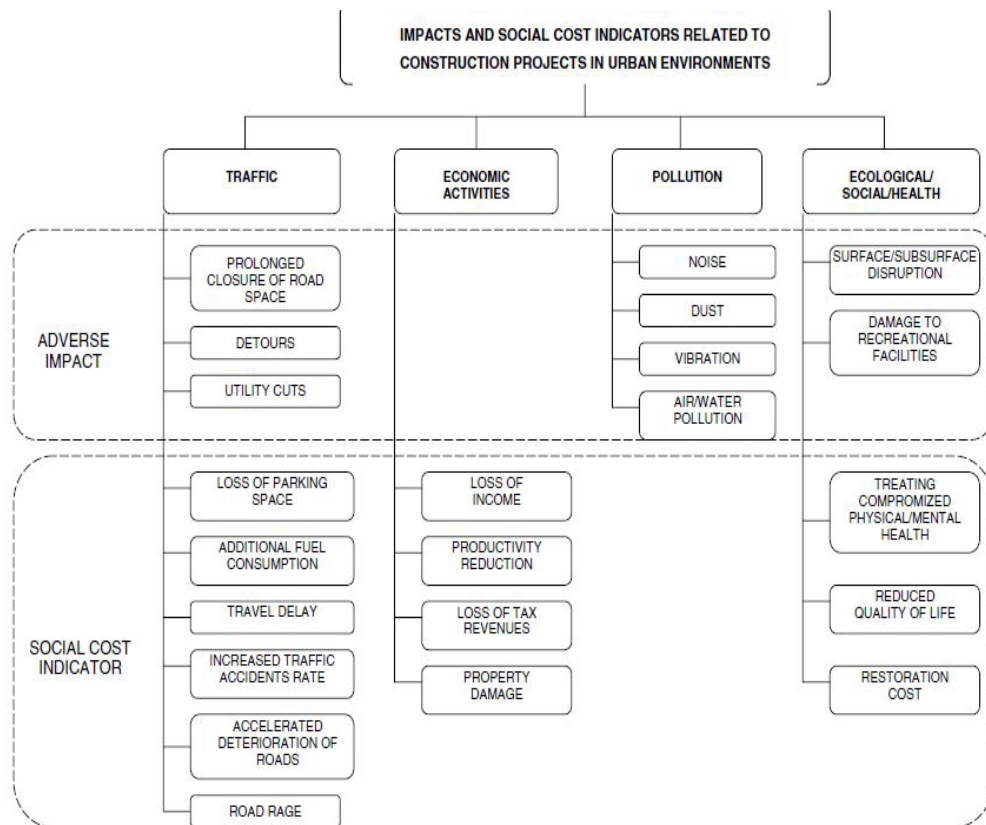 IMPACTS AND SOCIAL COST INDICATORS RELATED TO
CONSTRUCTION PROJECTS IN URBAN ENVIRONMENTS
TRAFFIC
ECONOMIC
ACTIVITIES
POLLUTION
ECOLOGICAL/
SOCIAL/HEALTH
ADVERSE
IMPACT
PROLONGED
CLOSURE OF ROAD
SPACE
DETOURS
UTILITY CUTS
NOISE
DUST
VIBRATION
AIR/WATER
POLLUTION
SURFACE/SUBSURFACE
DISRUPTION
DAMAGE TO
RECREATIONAL
FACILITIES
SOCIAL COST
INDICATOR
LOSS OF PARKING
SPACE
ADDITIONAL FUEL
CONSUMPTION
TRAVEL DELAY
INCREASED TRAFFIC
ACCIDENTS RATE
ACCELERATED
DETERIORATION OF
ROADS
ROAD RAGE
LOSS OF
INCOME
PRODUCTIVITY
REDUCTION
LOSS OF TAX
REVENUES
PROPERTY
DAMAGE
TREATING
COMPROMIZED
PHYSICAL/MENTAL
HEALTH
REDUCED
QUALITY OF LIFE
RESTORATION
COST